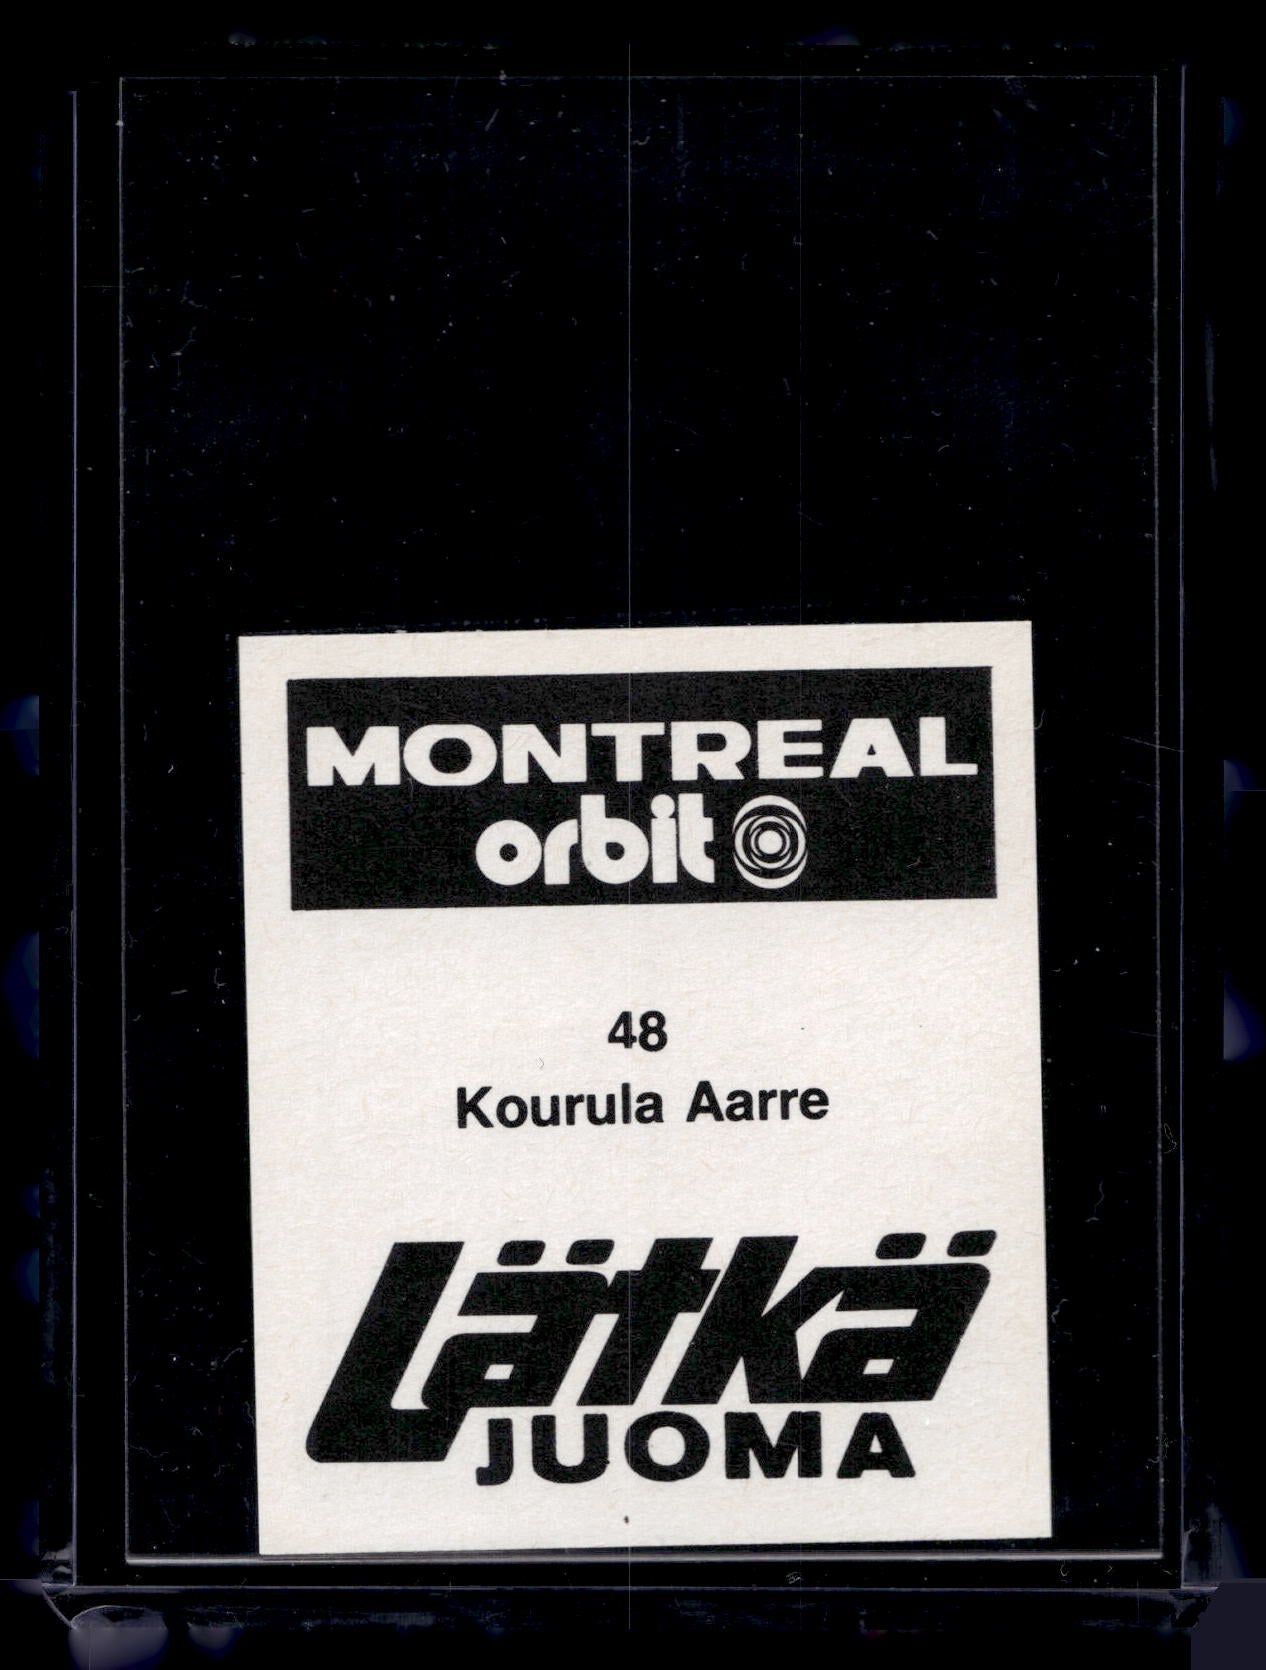 MONTREAL
orbit
48
Kourula Aarre
Lätkä
JUOMA